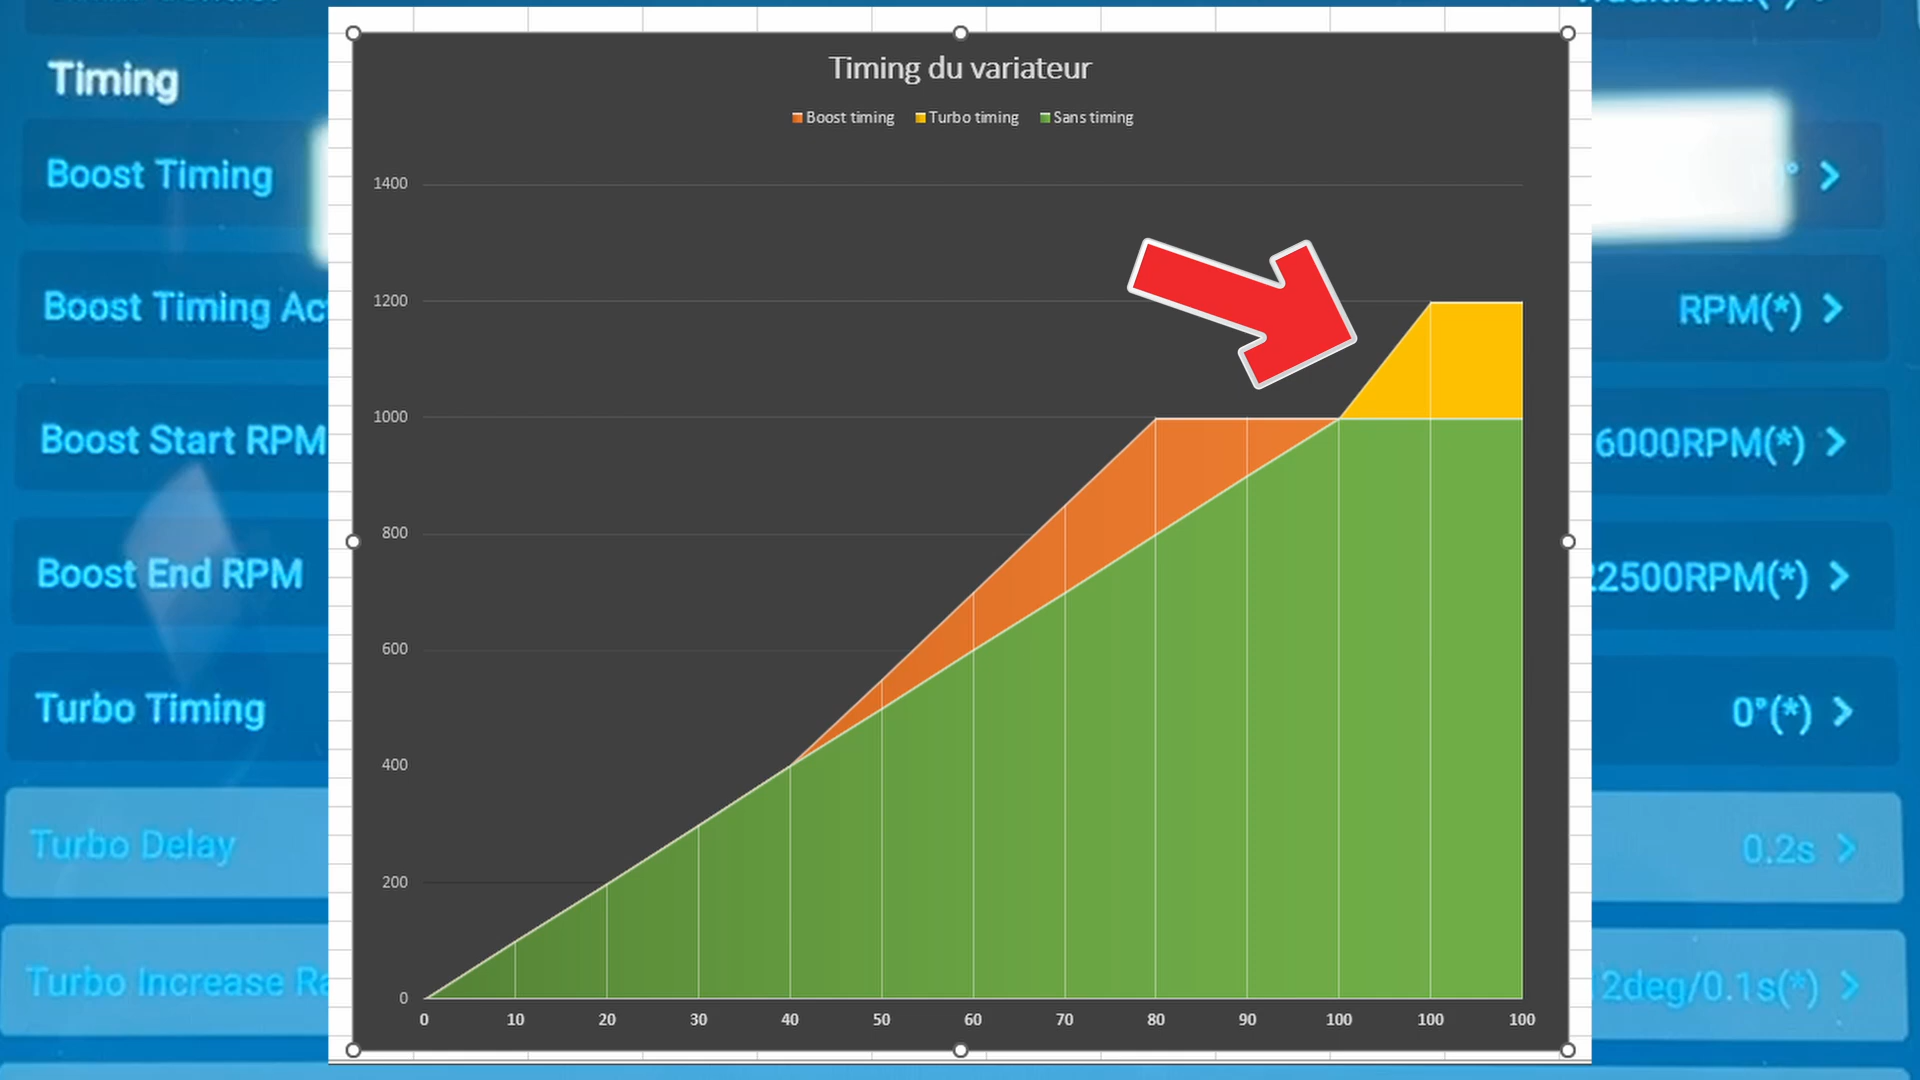 Timing
Timing du variateur
Boost timing Turbo timing Sans timing
1400
1200
1000
800
600
400
200
0
0 10 20 30 40 50 60 70 80 90 100 100 100
Boost Timing
Boost Timing
RPM(*)
Boost Start RPM
6000RPM(*)
Boost End RPM
2500RPM(*)
Turbo Timing
0°(*)
Turbo Delay
0.2s
Turbo Increase
2deg/0.1s(*)